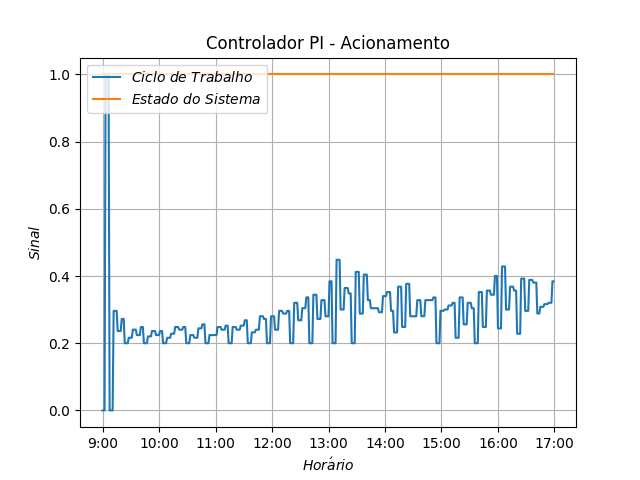 Controlador PI - Acionamento
Ciclo de Trabalho
Estado do Sistema
Sinal
1.0
0.8
0.6
0.4
0.2
0.0
9:00 10:00 11:00 12:00 13:00 14:00 15:00 16:00 17:00
Horário